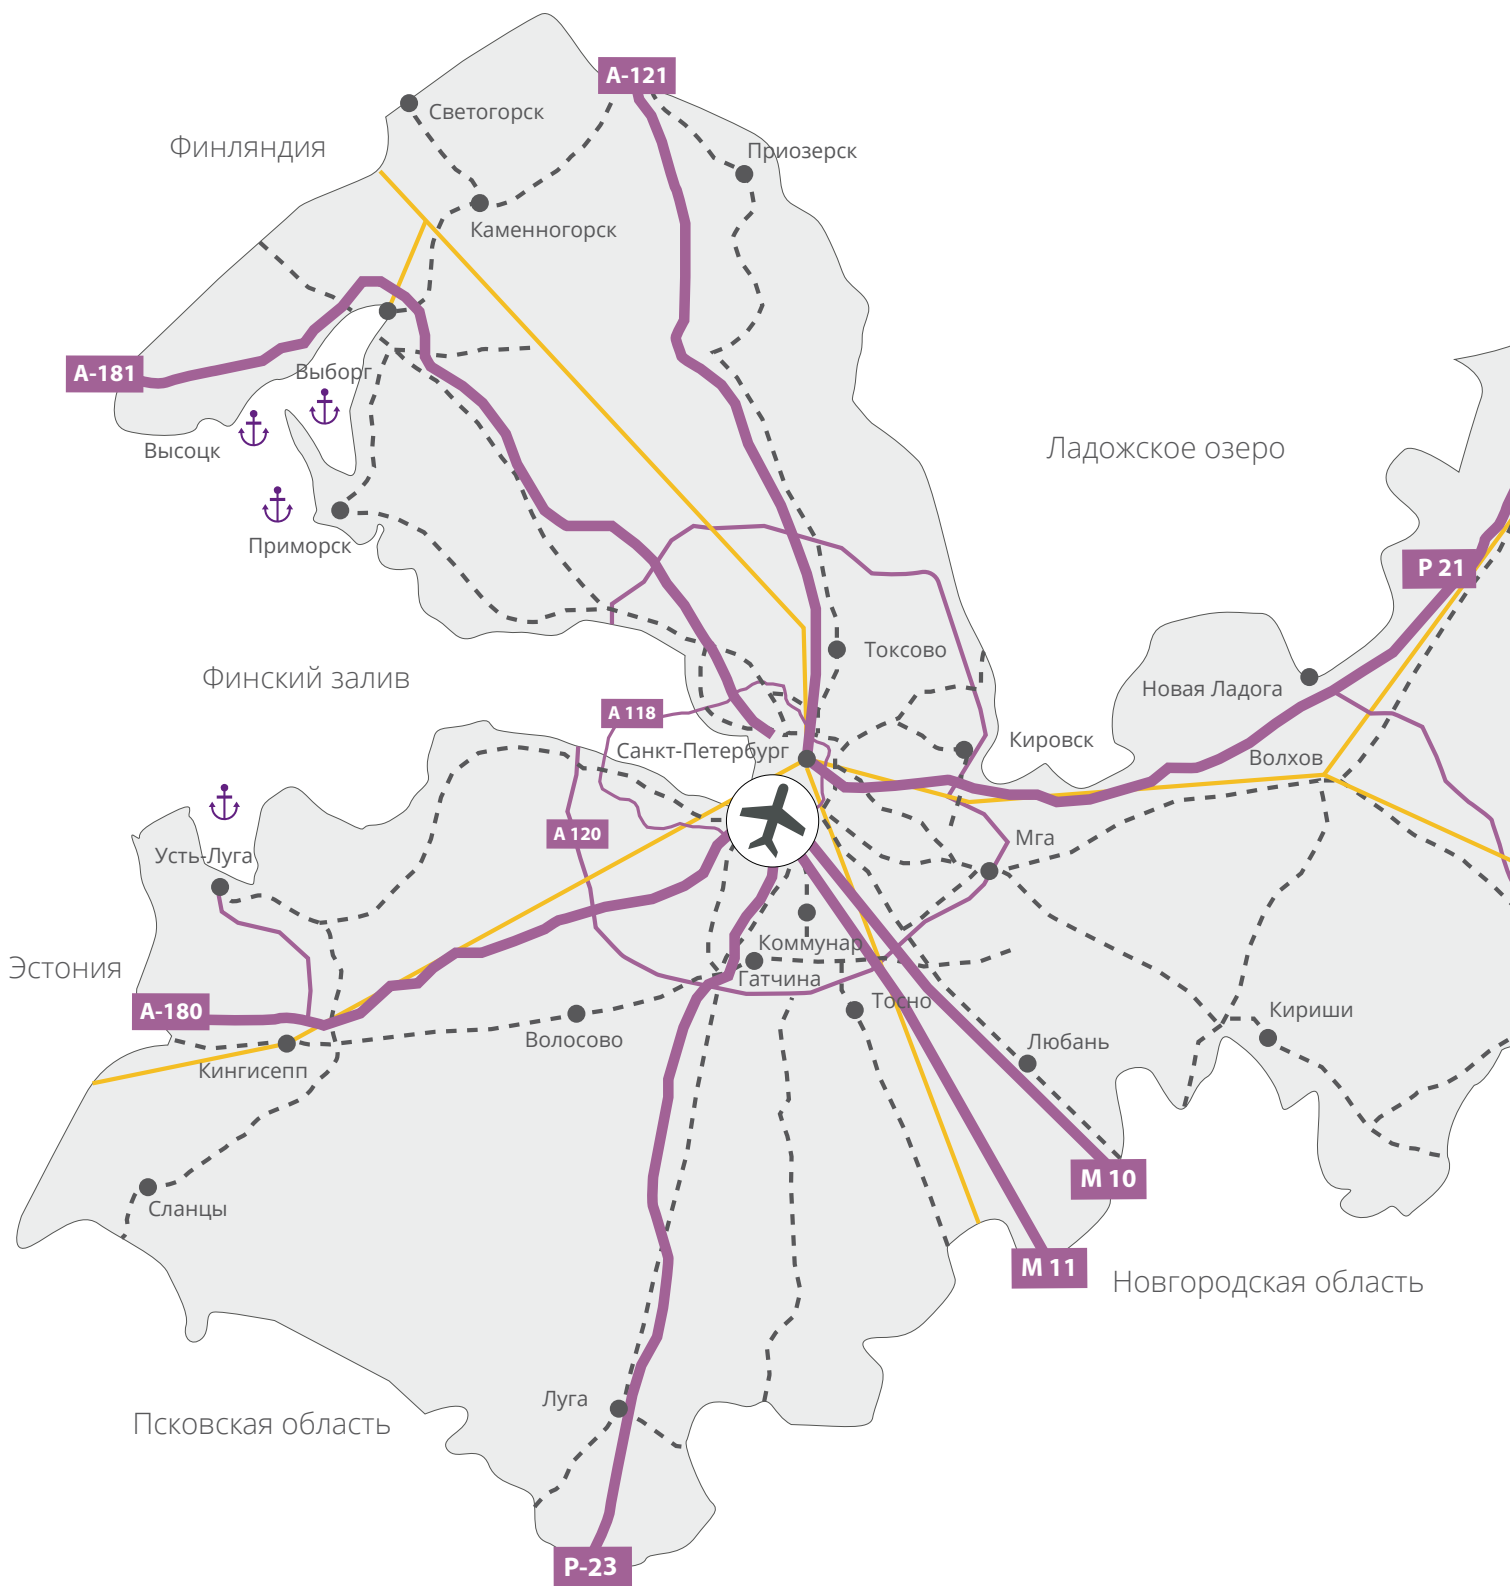 А-121
Светогорск
Финляндия
Приозерск
Каменногорск
А-181
Выборг
Высоцк
Ладожское озеро
Приморск
Р 21
Токсово
Финский залив
Новая Ладога
А 118
Санкт-Петербург
Кировск
Волхов
А 120
Мга
Усть-Луга
Коммунар
Эстония
Гатчина
Тосно
А-180
Кириши
Волосово
Любань
Кингисепп
М 10
Сланцы
М 11
Новгородская область
Луга
Псковская область
Р-23